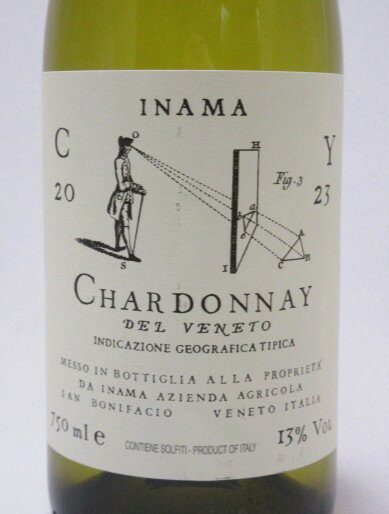 INAMA
C Y
20 23
O
H
Fig. 3
a
c
A
B
C
S
I
CHARDONNAY
DEL VENETO
INDICAZIONE GEOGRAFICA TIPICA
MESSO IN BOTTIGLIA ALLA PROPRIETÀ
DA INAMA AZIENDA AGRICOLA
SAN BONIFACIO VENETO ITALIA
750 ml e 13% VOL
CONTIENE SOLFITI - PRODUCT OF ITALY